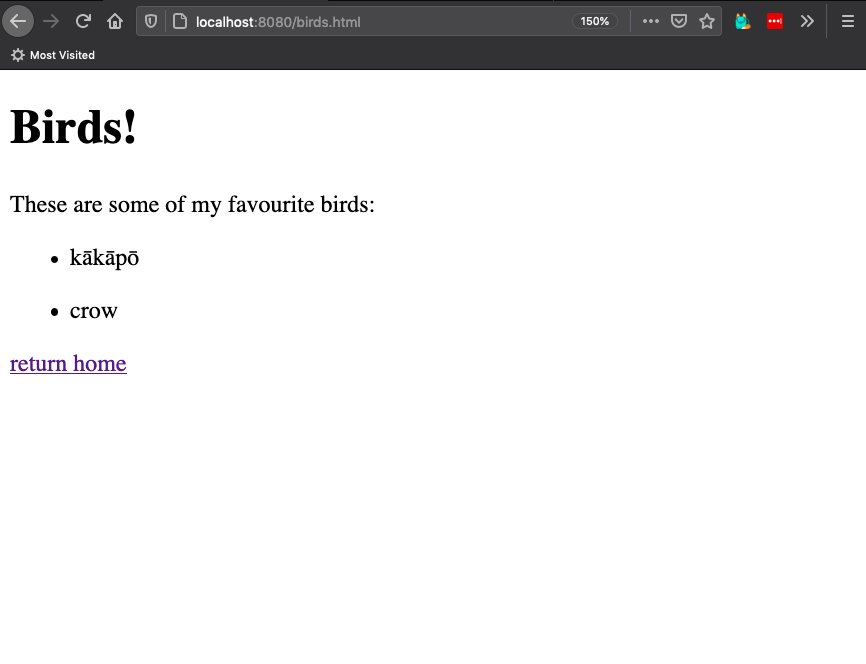 localhost:8080/birds.html
150%
Most Visited
Birds!
These are some of my favourite birds:
kākāpō
crow
return home